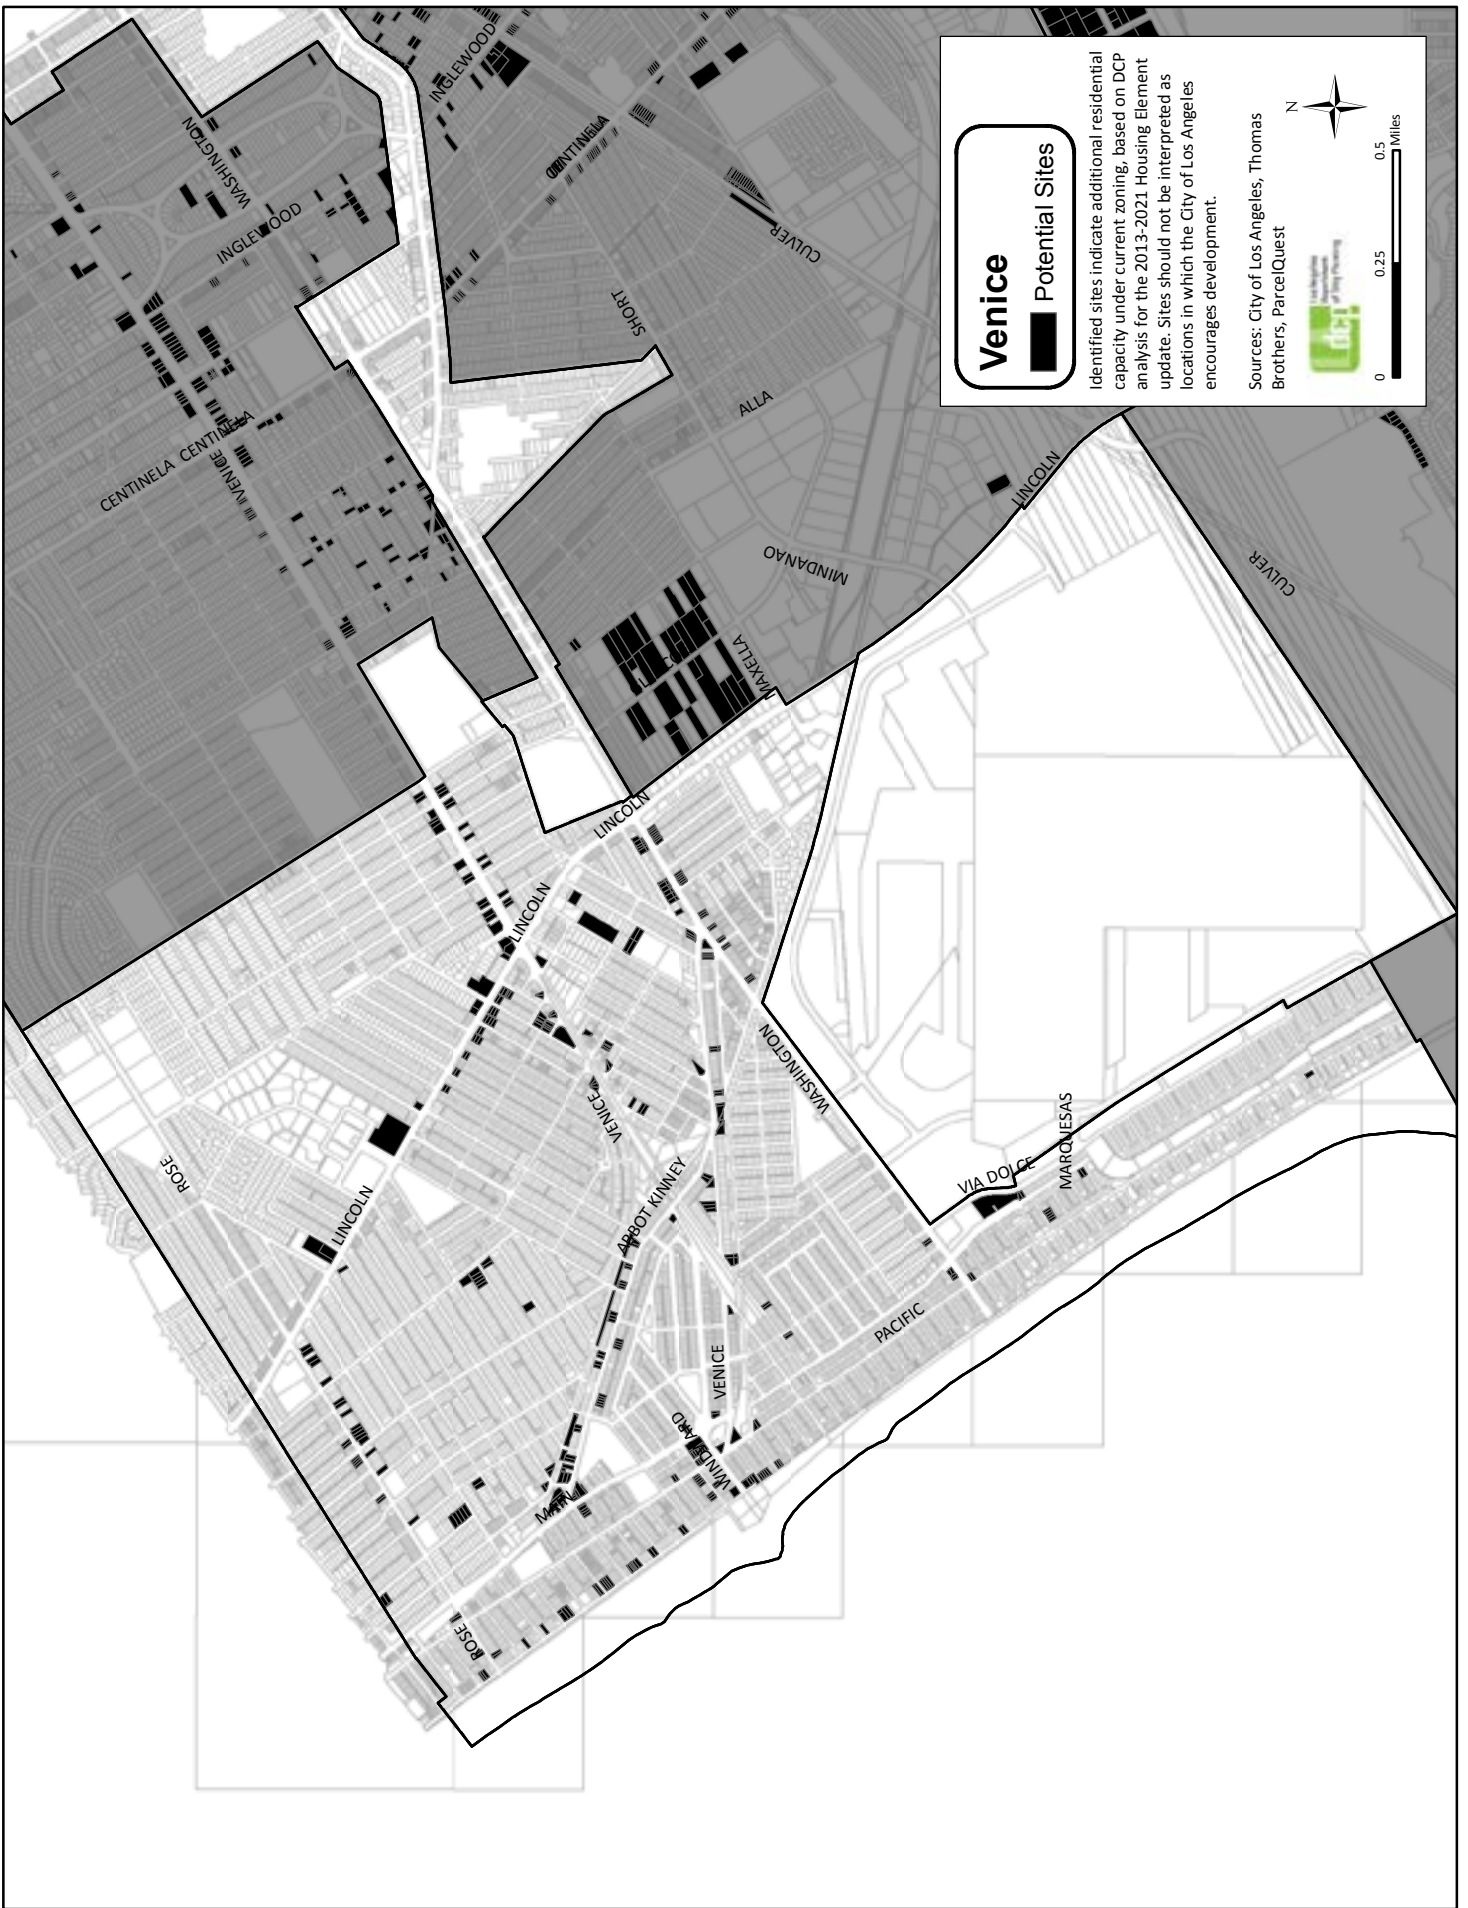 Venice
Potential Sites
Identified sites indicate additional residential
capacity under current zoning, based on DCP
analysis for the 2013-2021 Housing Element
update. Sites should not be interpreted as
locations in which the City of Los Angeles
encourages development.
Sources: City of Los Angeles, Thomas
Brothers, ParcelQuest
dcp
N
0
0.25
0.5
Miles
WASHINGTON
INGLEWOOD
INGLEWOOD
CENTINELA
CENTINELA
VENICE
SHORT
CULVER
ALLA
LINCOLN
MINDANAO
CULVER
MAXELLA
LINCOLN
LINCOLN
ROSE
LINCOLN
VENICE
ABBOT KINNEY
WASHINGTON
VIA DOLCE
MARQUESAS
PACIFIC
VENICE
WINDWARD
MAIN
ROSE